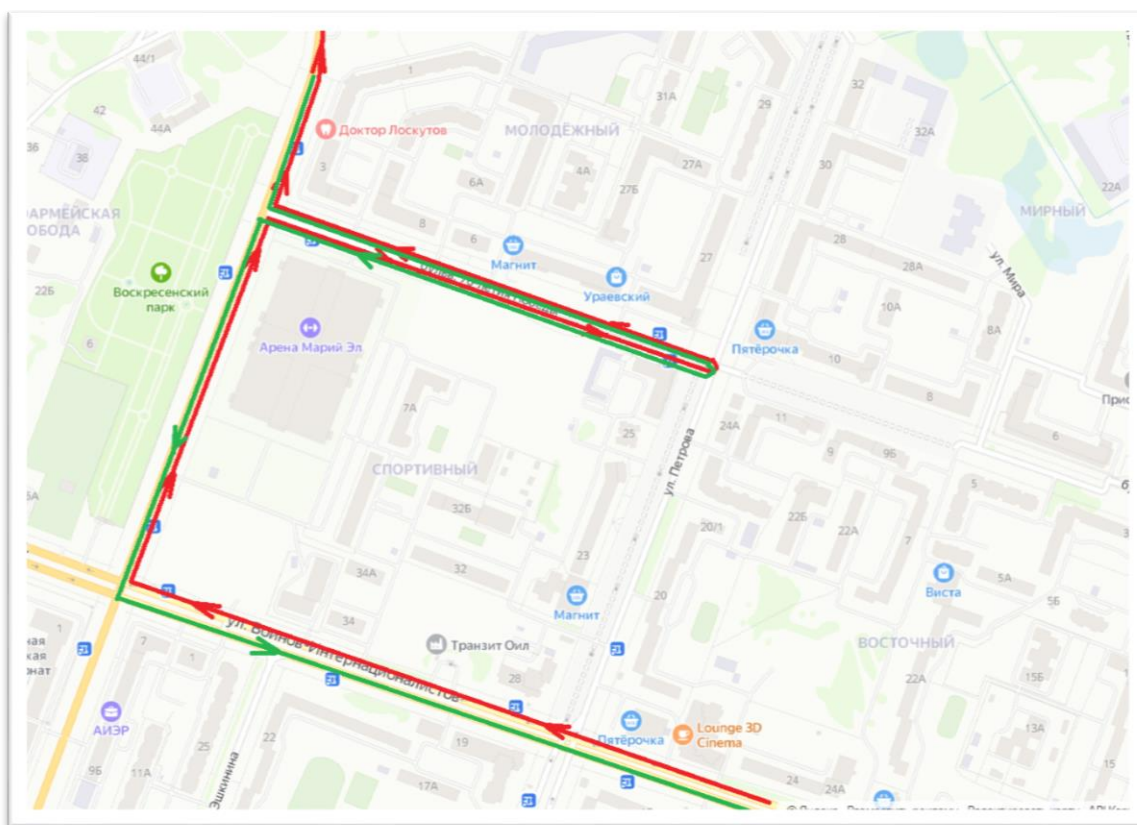 44/1
1
42
44А
36
38
Доктор Лоскутов
МОЛОДЁЖНЫЙ
31А
29
32
32А
3
4А
27А
30
6А
27Б
22А
АРМЕЙСКАЯ
ОБОДА
8
6
МИРНЫЙ
Магнит
27
28
28А
ул. Мира
Воскресенский
парк
22Б
Ураевский
10А
8А
6
Арена Марий Эл
Пятёрочка
10
8
7А
25
24А
11
9
9Б
6
СПОРТИВНЫЙ
ул. Петрова
5
32Б
20/1
22Б
22А
7
23
34А
32
20
Виста
5А
5Б
Магнит
34
ул. Воинов-Интернационалистов
Транзит Оил
ВОСТОЧНЫЙ
1
7
1
28
22А
15Б
13А
АИЭР
Пятёрочка
Lounge 3D
Cinema
22
19
25
9Б
11А
Эшкинина
17А
24
24А
15